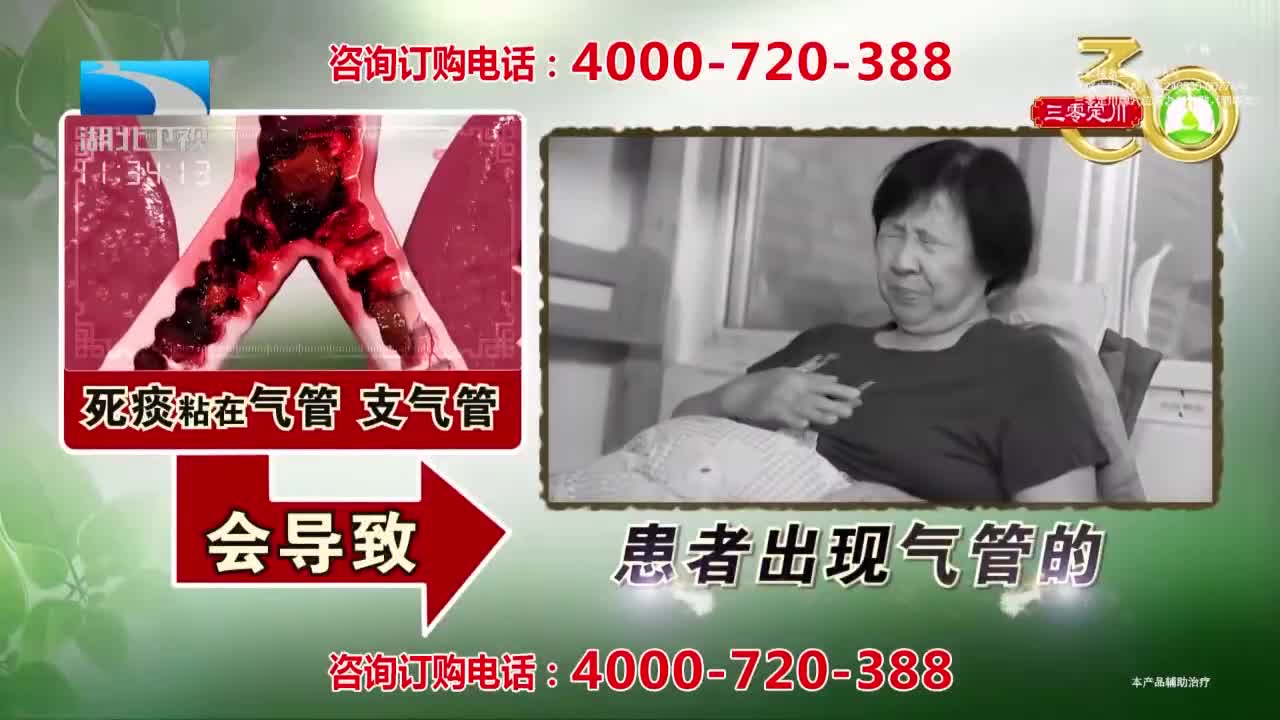 咨询订购电话：4000-720-388
湖北卫视
11:34:13
三零定川
30
死痰粘在气管 支气管
会导致
患者出现气管的
咨询订购电话：4000-720-388
本产品辅助治疗